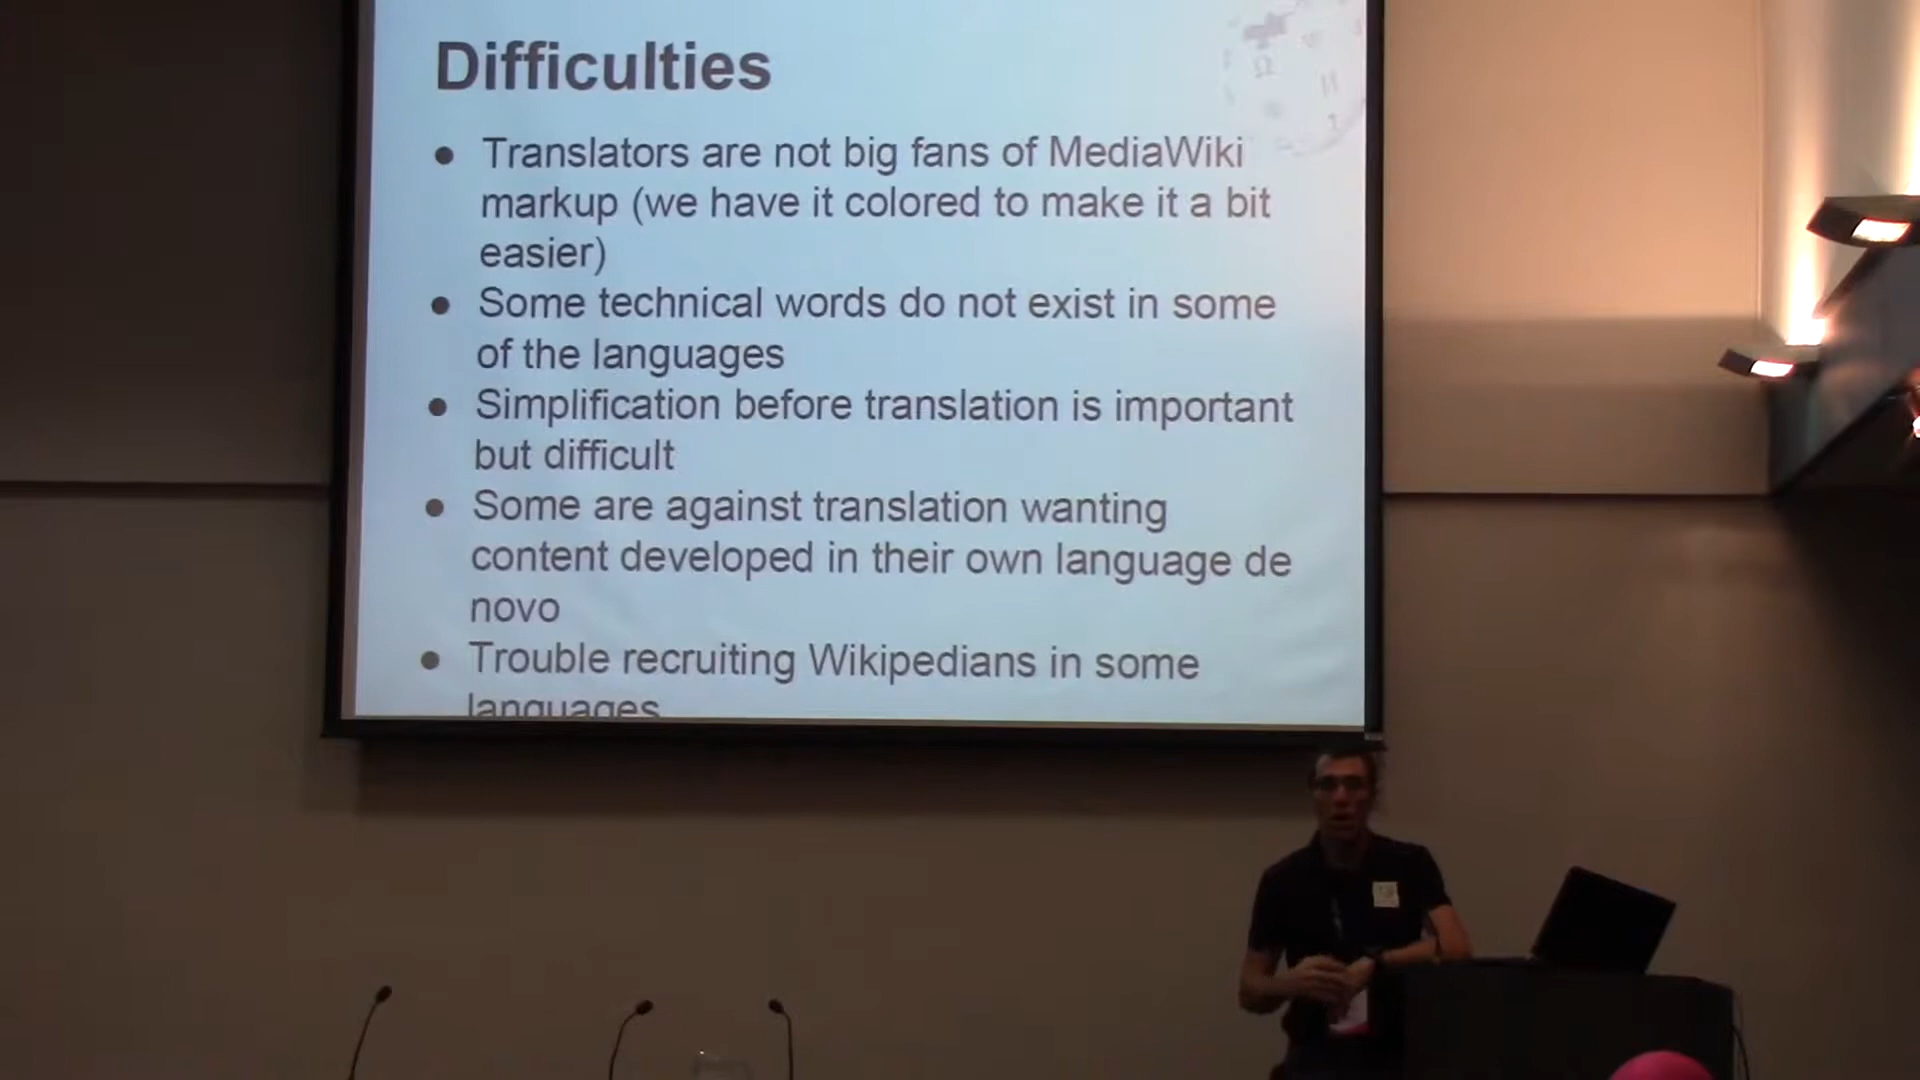 Difficulties
● Translators are not big fans of MediaWiki
markup (we have it colored to make it a bit
easier)
● Some technical words do not exist in some
of the languages
● Simplification before translation is important
but difficult
● Some are against translation wanting
content developed in their own language de
novo
● Trouble recruiting Wikipedians in some
languages